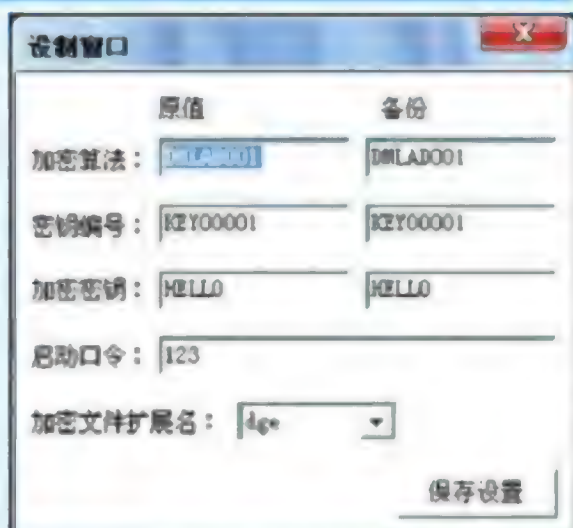 设制窗口
原值 备份
加密算法： DMLAD001
密钥编号： KEY00001 KEY00001
加密密钥： HELLO HELLO
启动口令： 123
加密文件扩展名： dge
保存设置